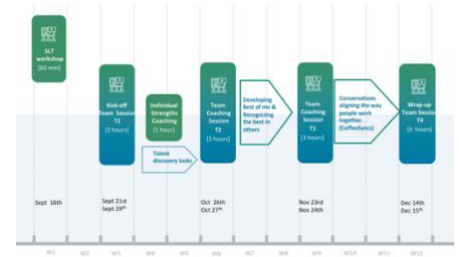 SLT
workshop
[60 min]
Kick-off
Team Session
T1
[3 hours]
Individual
Strengths
Coaching
[1 hour]
Talent
discovery tasks
Team
Coaching
Session
T2
[3 hours]
Developing
Best of me &
Recognizing
the best in
others
Team
Coaching
Session
T3
[3 hours]
Conversations
aligning the way
people work
together.
(CoffeeSyncs)
Wrap-up
Team Session
T4
[3 hours]
Sept 16th
Sept 21st
Sept 29th
Oct 26th
Oct 27th
Nov 23rd
Nov 24th
Dec 14th
Dec 15th
W1 W2 W3 W4 W5 W6 W7 W8 W9 W10 W11 W12